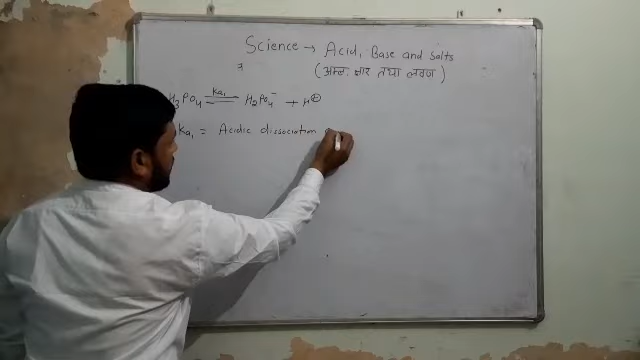 Science → Acid, Base and Salts
(अम्ल, क्षार तथा लवण)
H₃PO₄ ⇌ Ka₁ H₂PO₄⁻ + H⊕
Ka₁ = Acidic dissociation